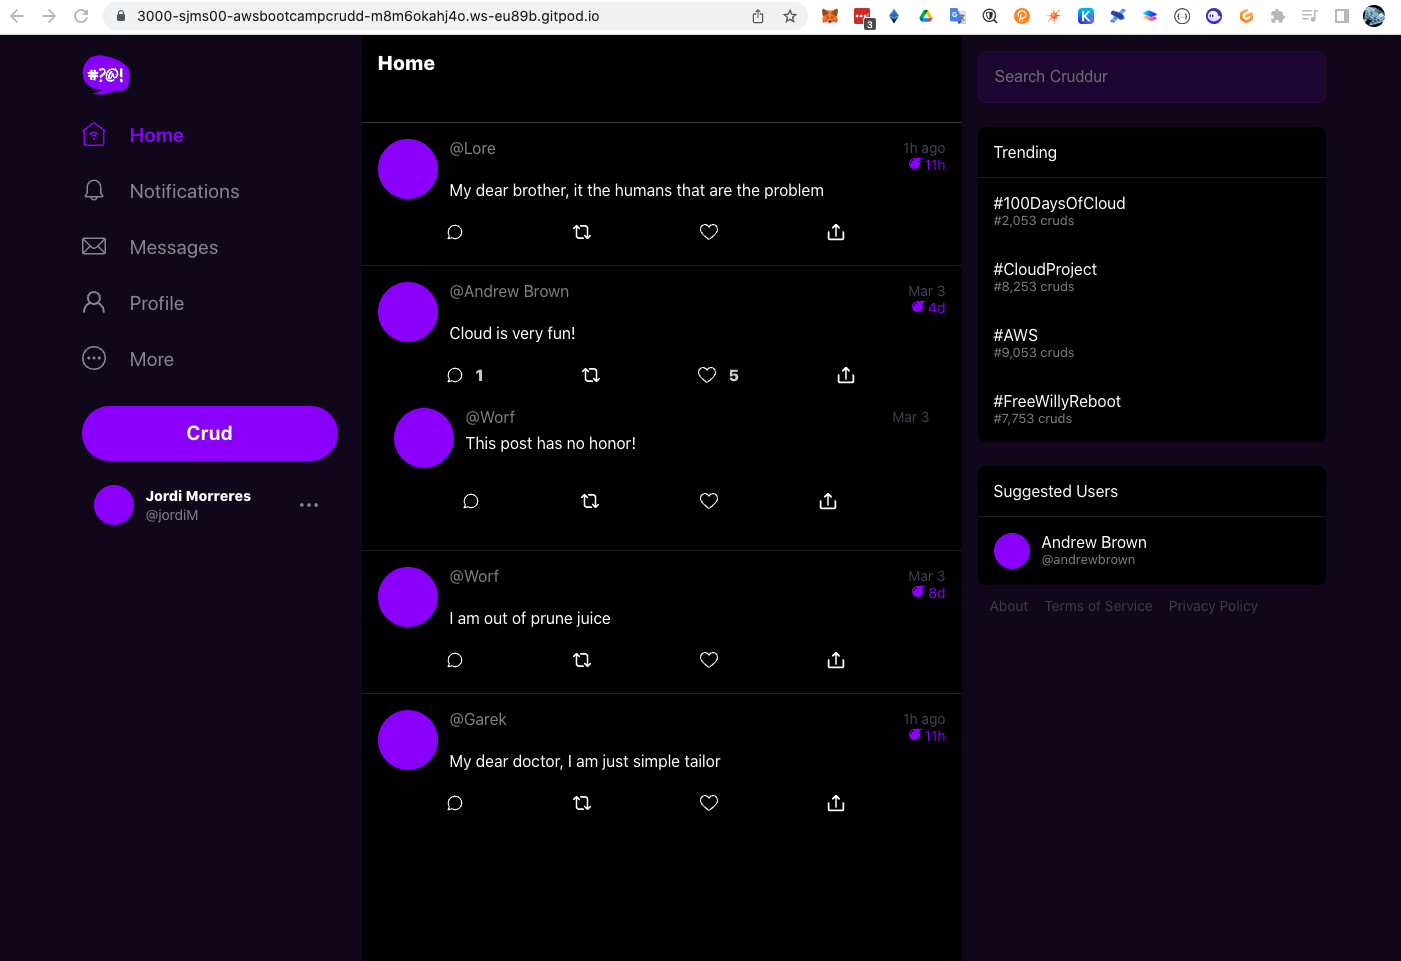 3000-sjms00-awsbootcampcrudd-m8m6okahj4o.ws-eu89b.gitpod.io
3
#?@!
Home
Notifications
Messages
Profile
More
Crud
Jordi Morreres
@jordiM
Home
@Lore
1h ago
11h
My dear brother, it the humans that are the problem
@Andrew Brown
Mar 3
4d
Cloud is very fun!
1
5
@Worf
Mar 3
This post has no honor!
@Worf
Mar 3
8d
I am out of prune juice
@Garek
1h ago
11h
My dear doctor, I am just simple tailor
Search Cruddur
Trending
#100DaysOfCloud
#2,053 cruds
#CloudProject
#8,253 cruds
#AWS
#9,053 cruds
#FreeWillyReboot
#7,753 cruds
Suggested Users
Andrew Brown
@andrewbrown
About Terms of Service Privacy Policy